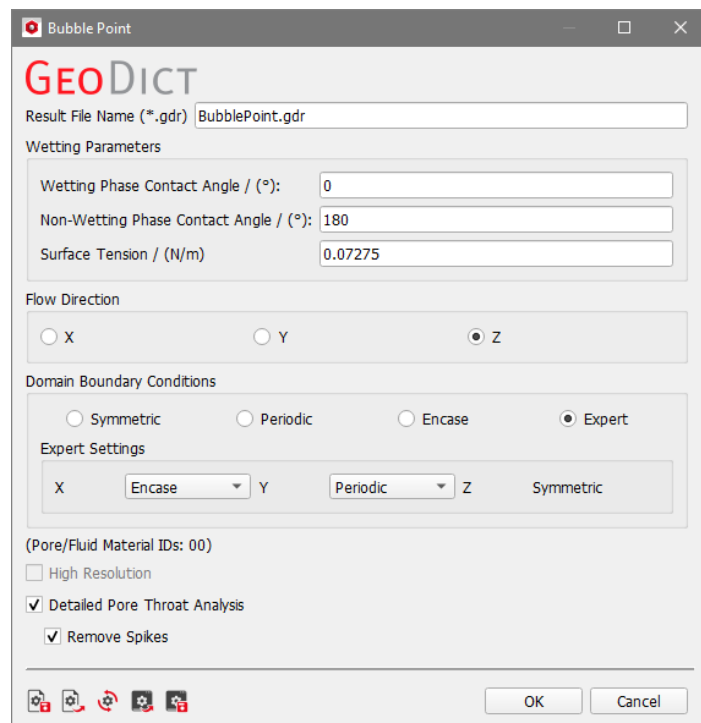 Bubble Point
GEODICT
Result File Name (*.gdr) BubblePoint.gdr
Wetting Parameters
Wetting Phase Contact Angle / (°): 0
Non-Wetting Phase Contact Angle / (°): 180
Surface Tension / (N/m) 0.07275
Flow Direction
X Y Z
Domain Boundary Conditions
Symmetric Periodic Encase Expert
Expert Settings
X Encase Y Periodic Z Symmetric
(Pore/Fluid Material IDs: 00)
High Resolution
Detailed Pore Throat Analysis
Remove Spikes
OK Cancel